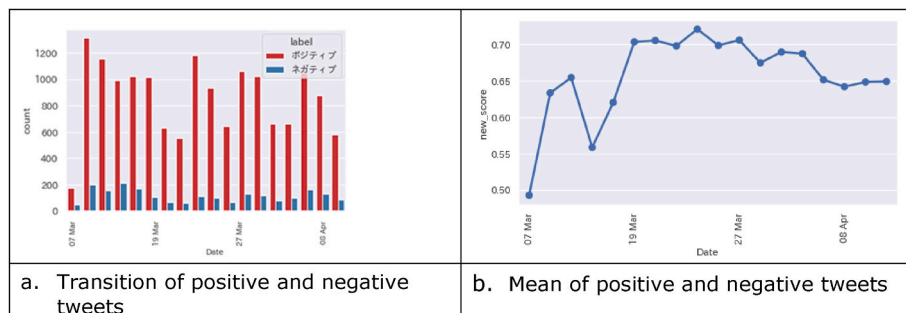 label
ポジティブ
ネガティブ
1200
1000
800
600
400
200
0
count
07 Mar
19 Mar
27 Mar
08 Apr
Date
0.70
0.65
0.60
0.55
0.50
new_score
07 Mar
19 Mar
27 Mar
08 Apr
Date
a. Transition of positive and negative
tweets
b. Mean of positive and negative tweets